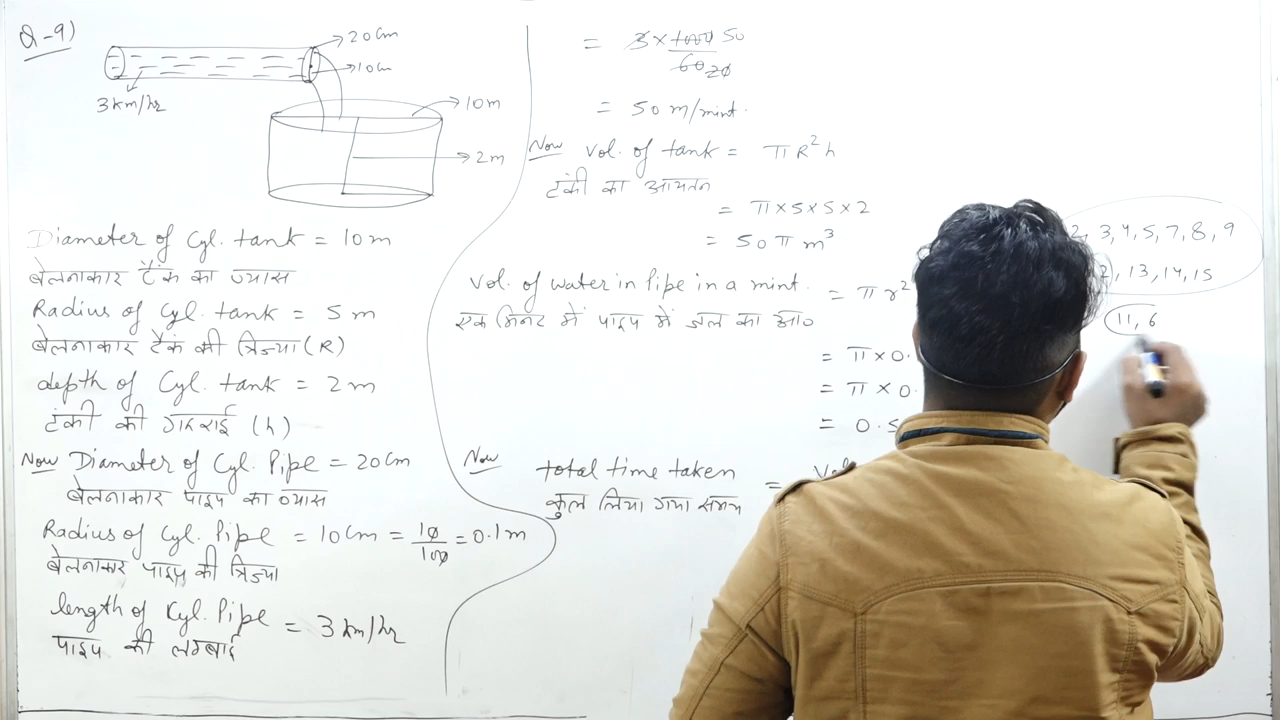 Q-9)
20cm
10cm
3km/hr
10m
2m
Diameter of Cyl. tank = 10m
बेलनाकार टैंक का व्यास
Radius of Cyl. tank = 5m
बेलनाकार टैंक की त्रिज्या (R)
depth of Cyl. tank = 2m
टंकी की गहराई (h)
Now Diameter of Cyl. Pipe = 20cm
बेलनाकार पाइप का व्यास
Radius of Cyl. Pipe = 10cm = 10/100 = 0.1m
बेलनाकार पाइप की त्रिज्या
length of Cyl. Pipe = 3km/hr
पाइप की लम्बाई
= 3×1000 50
60 20
= 50 m/mint.
Now Vol. of tank = πR²h
टंकी का आयतन
= π×5×5×2
= 50π m³
Vol. of water in Pipe in a mint. = πr²
एक मिनट में पाइप में जल का आ०
= π×0.
= π×0.
= 0.5
Now total time taken =
कुल लिया गया समय
2, 3, 4, 5, 7, 8, 9
2, 13, 14, 15
11, 6